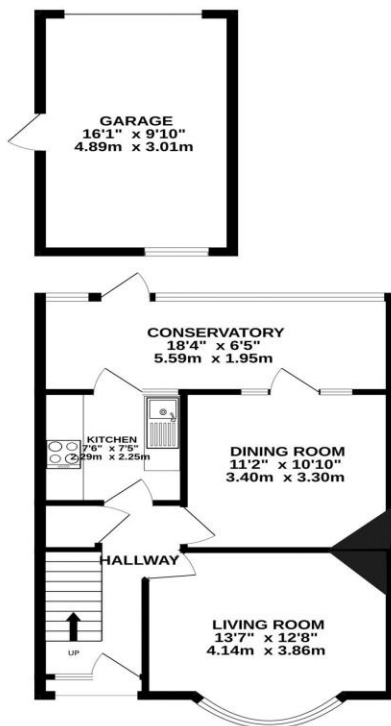 GARAGE
16'1" x 9'10"
4.89m x 3.01m
CONSERVATORY
18'4" x 6'5"
5.59m x 1.95m
KITCHEN
7'6" x 7'5"
2.29m x 2.25m
DINING ROOM
11'2" x 10'10"
3.40m x 3.30m
HALLWAY
LIVING ROOM
13'7" x 12'8"
4.14m x 3.86m
UP